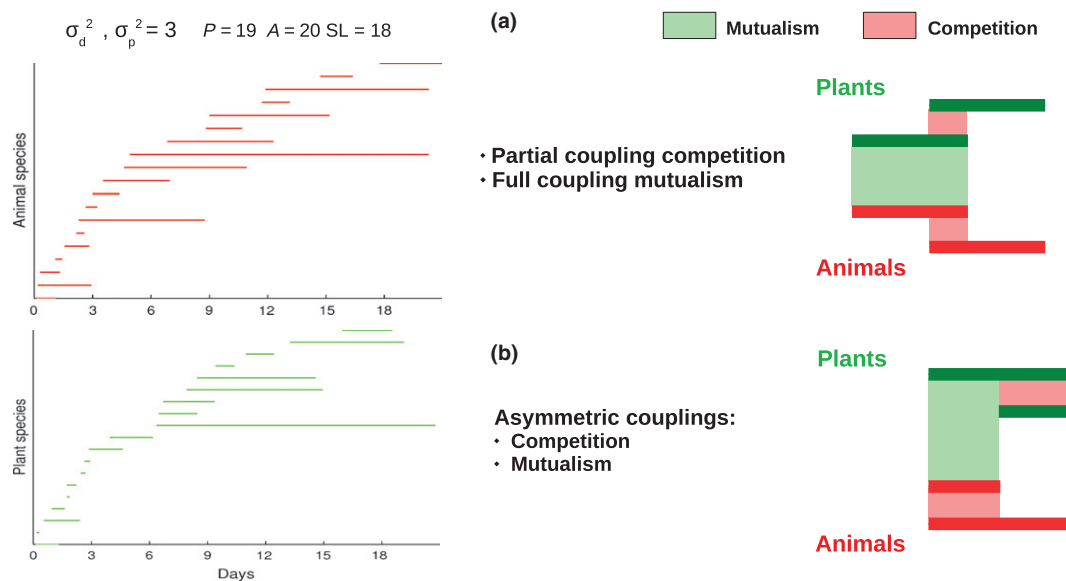 σd² , σp² = 3 P = 19 A = 20 SL = 18
Animal species
0 3 6 9 12 15 18
Plant species
0 3 6 9 12 15 18
Days
(a)
Mutualism
Competition
Plants
· Partial coupling competition
· Full coupling mutualism
Animals
(b)
Plants
Asymmetric couplings:
· Competition
· Mutualism
Animals